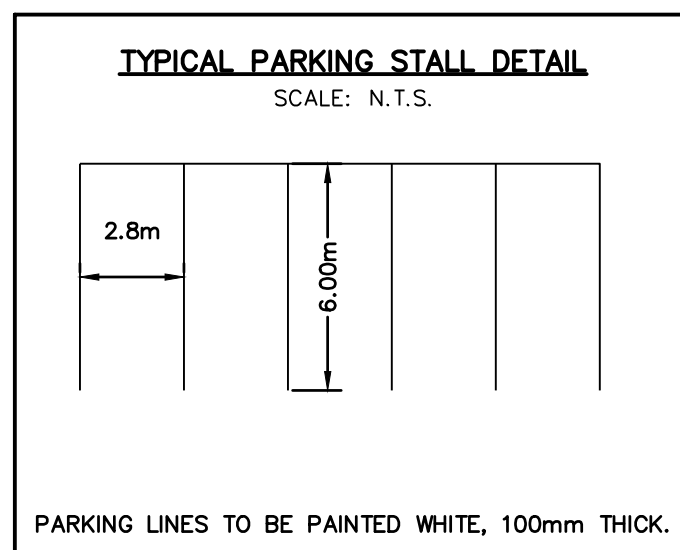 TYPICAL PARKING STALL DETAIL
SCALE: N.T.S.
2.8m
6.00m
PARKING LINES TO BE PAINTED WHITE, 100mm THICK.